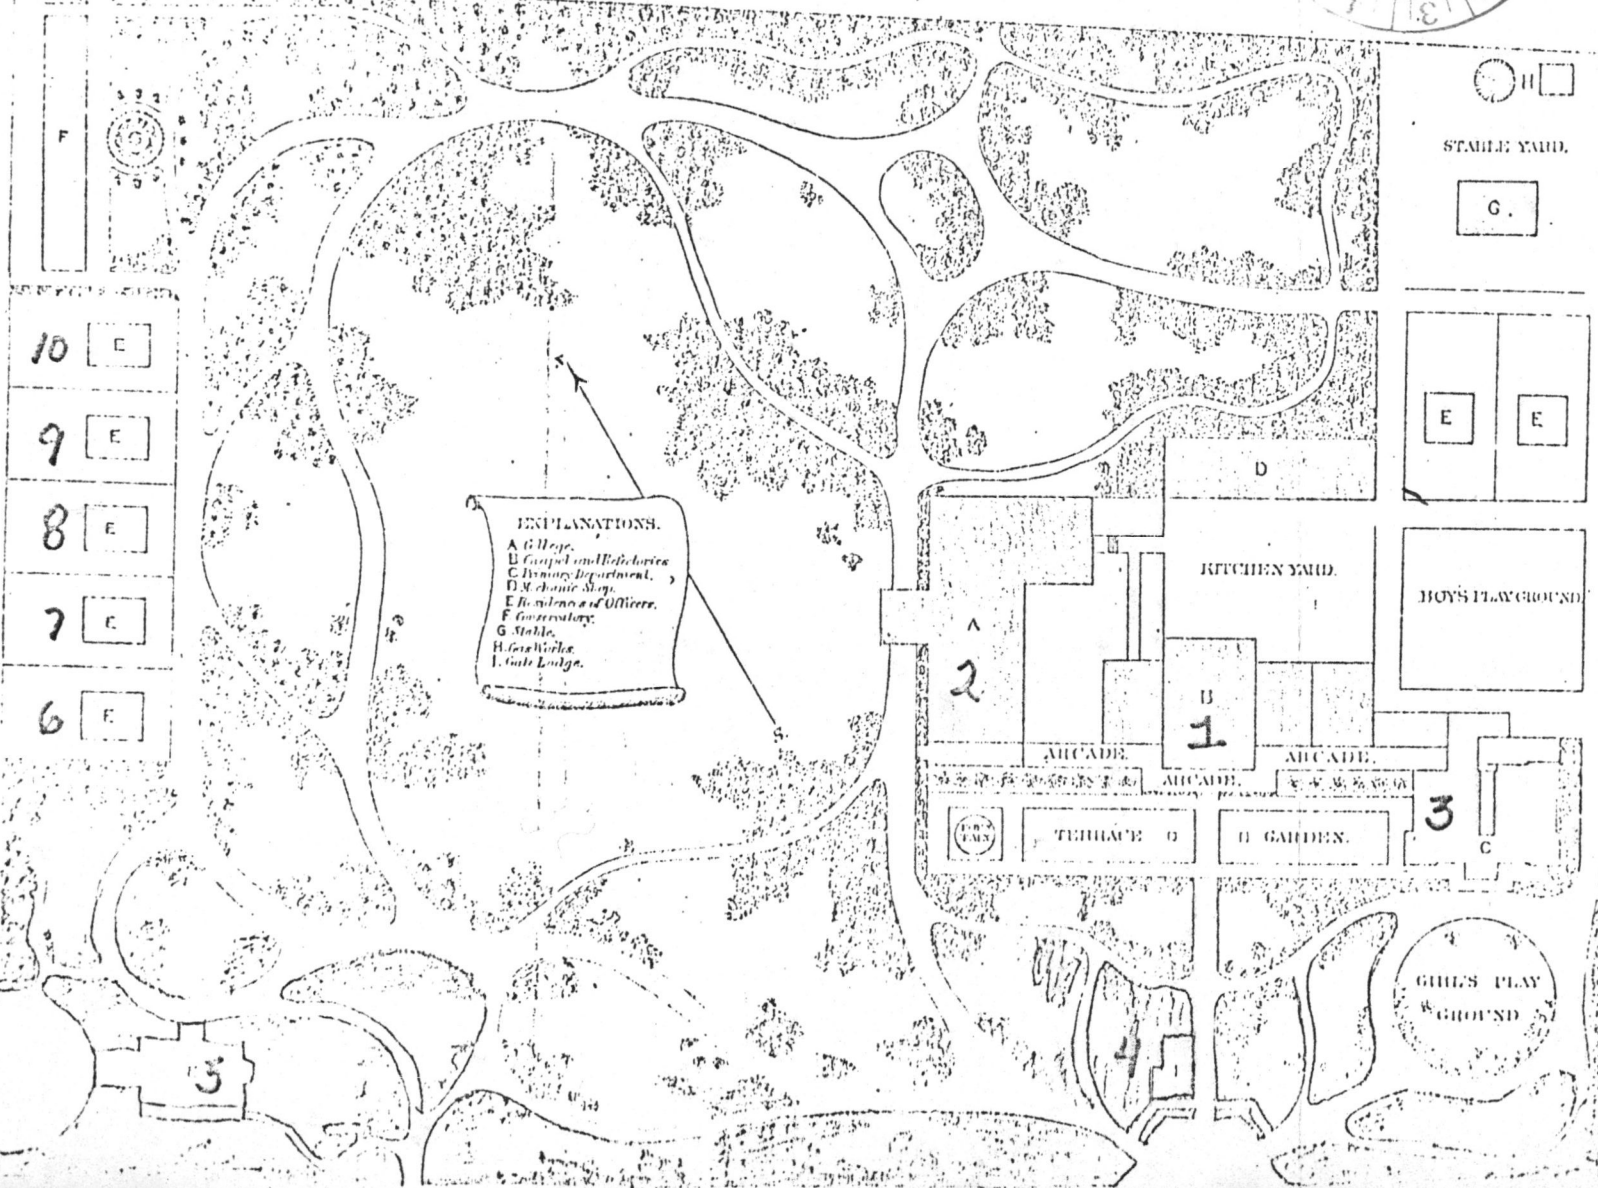 3
F
H
STABLE YARD.
G.
10 E
9 E
8 E
7 E
6 E
E E
D
EXPLANATIONS.
A College.
B Chapel and Refectories
C Primary Department.
D Mechanic Shop.
E Residences of Officers.
F Conservatory.
G Stable.
H. Gas Works.
I. Gate Lodge.
S
KITCHEN YARD.
BOY'S PLAY GROUND
A
2
B
1
ARCADE.
ARCADE.
ARCADE.
3
TERRACE
GARDEN.
C
GIRL'S PLAY
GROUND
3
4